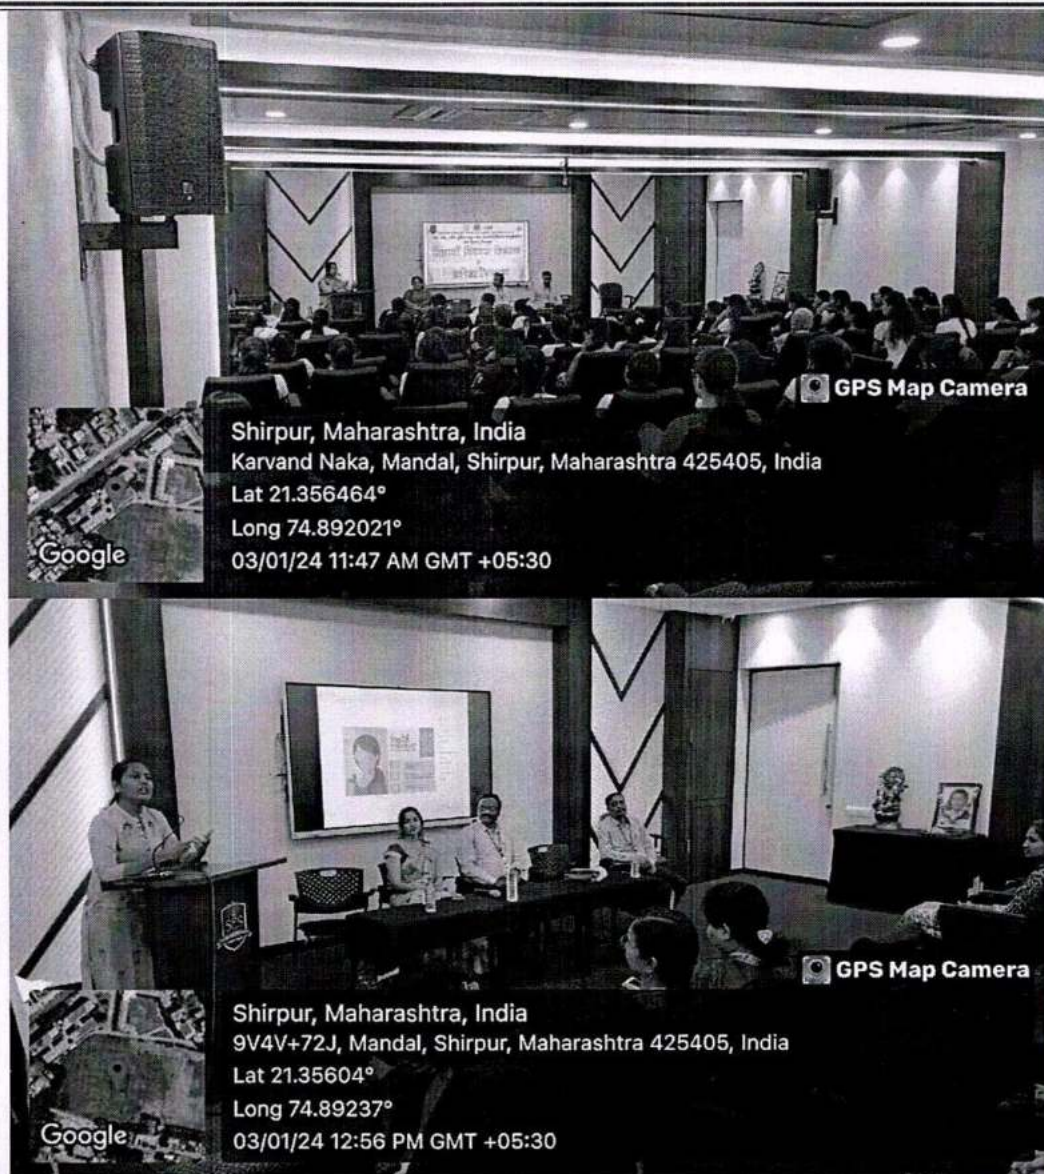 GPS Map Camera
Shirpur, Maharashtra, India
Karvand Naka, Mandal, Shirpur, Maharashtra 425405, India
Lat 21.356464°
Long 74.892021°
03/01/24 11:47 AM GMT +05:30
Google
GPS Map Camera
Shirpur, Maharashtra, India
9V4V+72J, Mandal, Shirpur, Maharashtra 425405, India
Lat 21.35604°
Long 74.89237°
03/01/24 12:56 PM GMT +05:30
Google